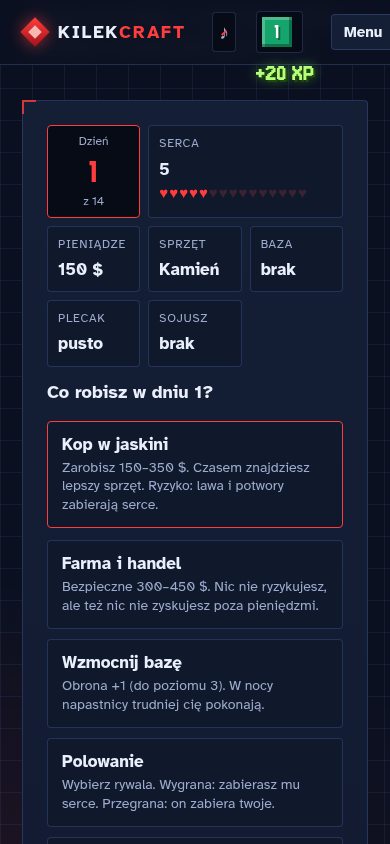 KILEKCRAFT
♪
1
Menu
+20 XP
Dzień
1
z 14
SERCA
5
♥♥♥♥♥♥♥♥♥♥♥♥♥♥♥
PIENIĄDZE
150 $
SPRZĘT
Kamień
BAZA
brak
PLECAK
pusto
SOJUSZ
brak
Co robisz w dniu 1?
Kop w jaskini
Zarobisz 150–350 $. Czasem znajdziesz
lepszy sprzęt. Ryzyko: lawa i potwory
zabierają serce.
Farma i handel
Bezpieczne 300–450 $. Nic nie ryzykujesz,
ale też nic nie zyskujesz poza pieniędzmi.
Wzmocnij bazę
Obrona +1 (do poziomu 3). W nocy
napastnicy trudniej cię pokonają.
Polowanie
Wybierz rywala. Wygrana: zabierasz mu
serce. Przegrana: on zabiera twoje.